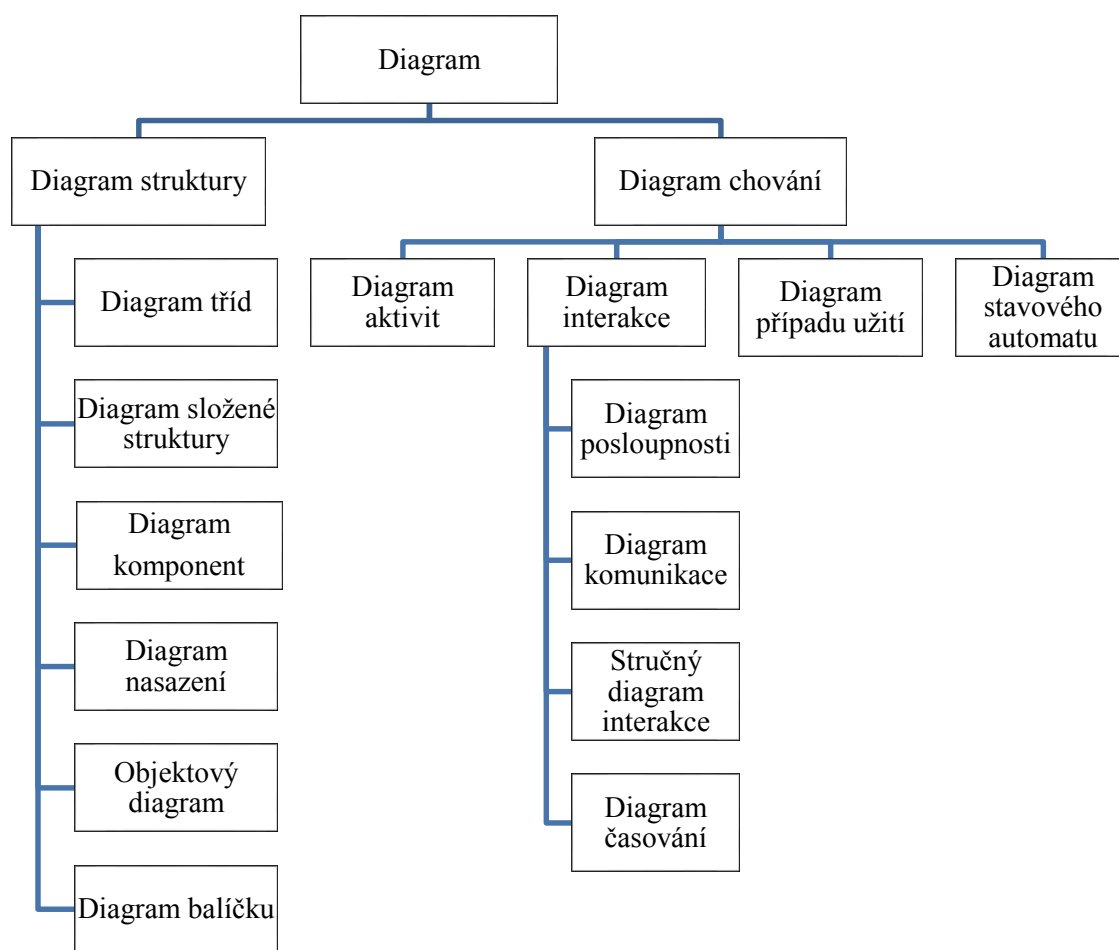 Diagram
Diagram struktury
Diagram chování
Diagram tříd
Diagram složené
struktury
Diagram
komponent
Diagram
nasazení
Objektový
diagram
Diagram balíčku
Diagram
aktivit
Diagram
interakce
Diagram
případu užití
Diagram
stavového
automatu
Diagram
posloupnosti
Diagram
komunikace
Stručný
diagram
interakce
Diagram
časování